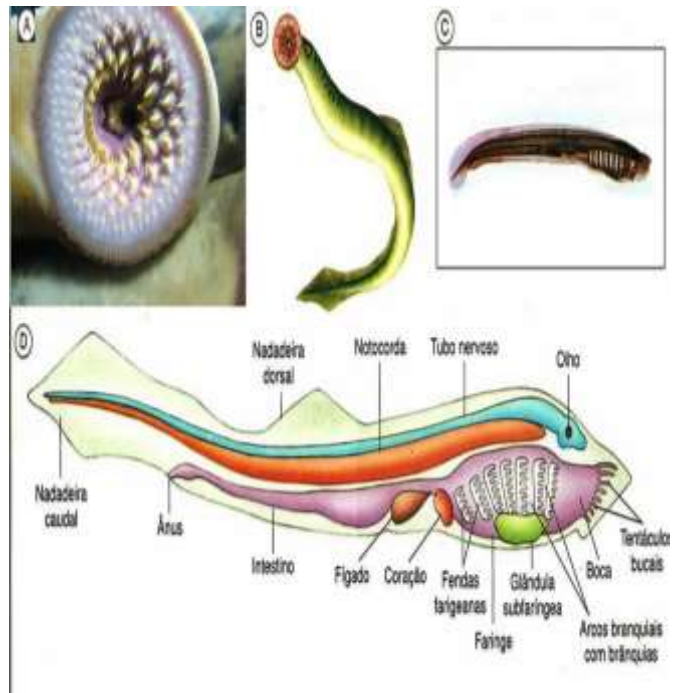 A
B
C
D
Nadadeira
dorsal
Notocorda
Tubo nervoso
Olho
Nadadeira
caudal
Ânus
Intestino
Fígado
Coração
Fendas
farigeanas
Faringe
Glândula
subfaríngea
Boca
Tentáculos
bucais
Arcos branquiais
com brânquias